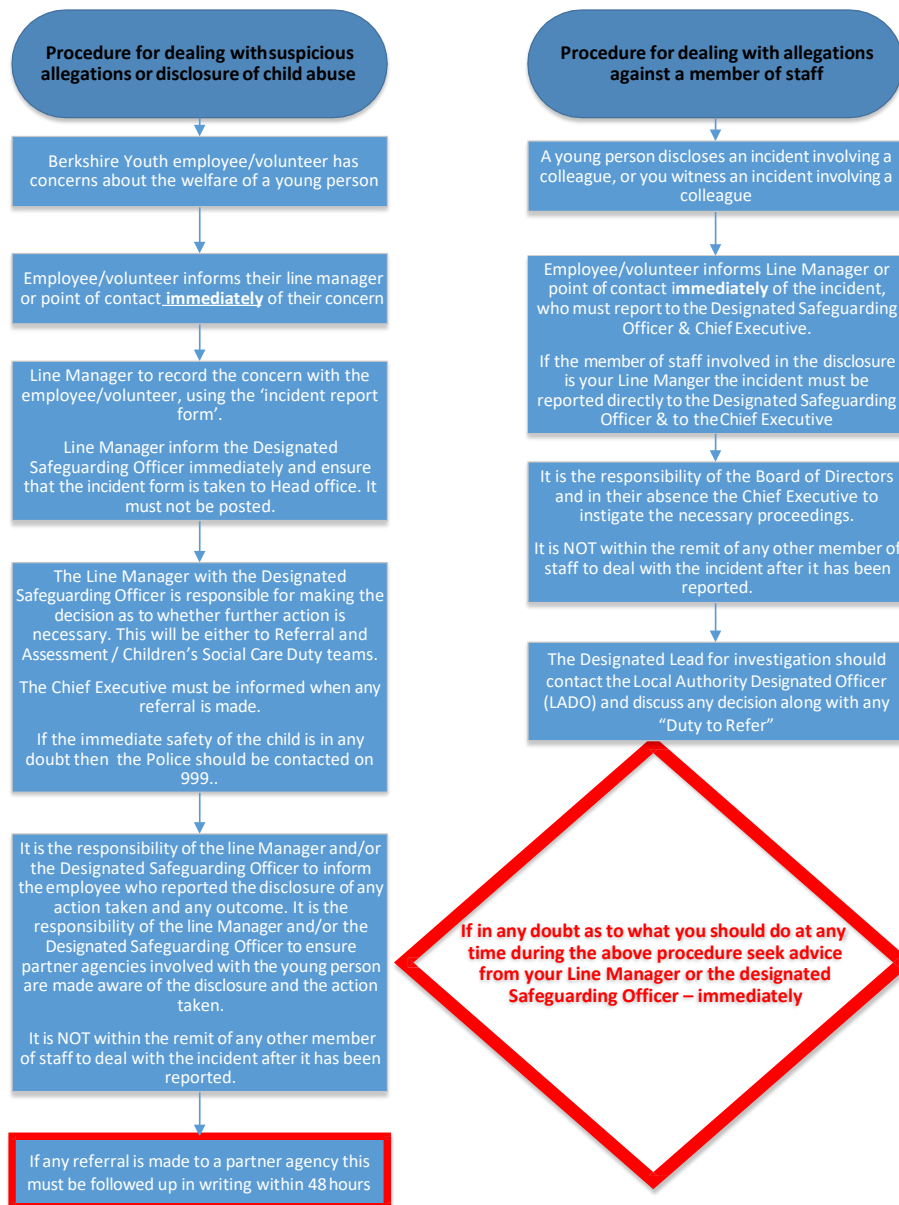 Procedure for dealing with suspicious
allegations or disclosure of child abuse
Berkshire Youth employee/volunteer has
concerns about the welfare of a young person
Employee/volunteer informs their line manager
or point of contact immediately of their concern
Line Manager to record the concern with the
employee/volunteer, using the ‘incident report
form’.
Line Manager inform the Designated
Safeguarding Officer immediately and ensure
that the incident form is taken to Head office. It
must not be posted.
The Line Manager with the Designated
Safeguarding Officer is responsible for making the
decision as to whether further action is
necessary. This will be either to Referral and
Assessment / Children’s Social Care Duty teams.
The Chief Executive must be informed when any
referral is made.
If the immediate safety of the child is in any
doubt then the Police should be contacted on
999..
It is the responsibility of the line Manager and/or
the Designated Safeguarding Officer to inform
the employee who reported the disclosure of any
action taken and any outcome. It is the
responsibility of the line Manager and/or the
Designated Safeguarding Officer to ensure
partner agencies involved with the young person
are made aware of the disclosure and the action
taken.
It is NOT within the remit of any other member
of staff to deal with the incident after it has been
reported.
If any referral is made to a partner agency this
must be followed up in writing within 48 hours
Procedure for dealing with allegations
against a member of staff
A young person discloses an incident involving a
colleague, or you witness an incident involving a
colleague
Employee/volunteer informs Line Manager or
point of contact immediately of the incident,
who must report to the Designated Safeguarding
Officer & Chief Executive.
If the member of staff involved in the disclosure
is your Line Manger the incident must be
reported directly to the Designated Safeguarding
Officer & to the Chief Executive
It is the responsibility of the Board of Directors
and in their absence the Chief Executive to
instigate the necessary proceedings.
It is NOT within the remit of any other member of
staff to deal with the incident after it has been
reported.
The Designated Lead for investigation should
contact the Local Authority Designated Officer
(LADO) and discuss any decision along with any
“Duty to Refer”
If in any doubt as to what you should do at any
time during the above procedure seek advice
from your Line Manager or the designated
Safeguarding Officer – immediately